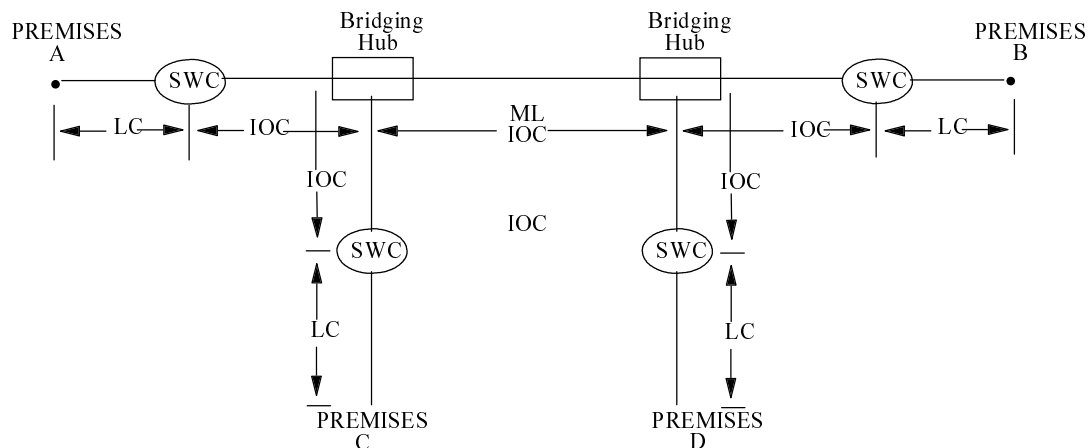 PREMISES
A
Bridging
Hub
Bridging
Hub
PREMISES
B
SWC
SWC
LC
IOC
ML
IOC
IOC
LC
IOC
IOC
IOC
SWC
SWC
LC
LC
PREMISES
C
PREMISES
D